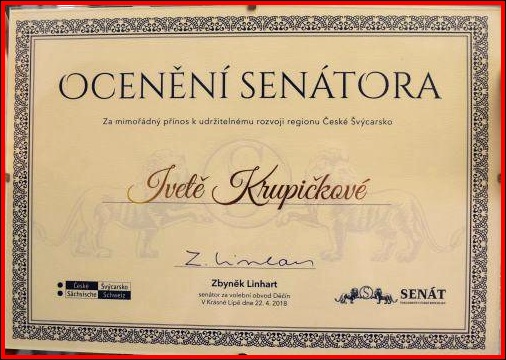 OCENĚNÍ SENÁTORA
Za mimořádný přínos k udržitelnému rozvoji regionu České Švýcarsko
Ivetě Krupičkové
Z. Linhart
Zbyněk Linhart
senátor za volební obvod Děčín
V Krásné Lípě dne 22. 4. 2018
České Švýcarsko
Sächsische Schweiz
SENÁT